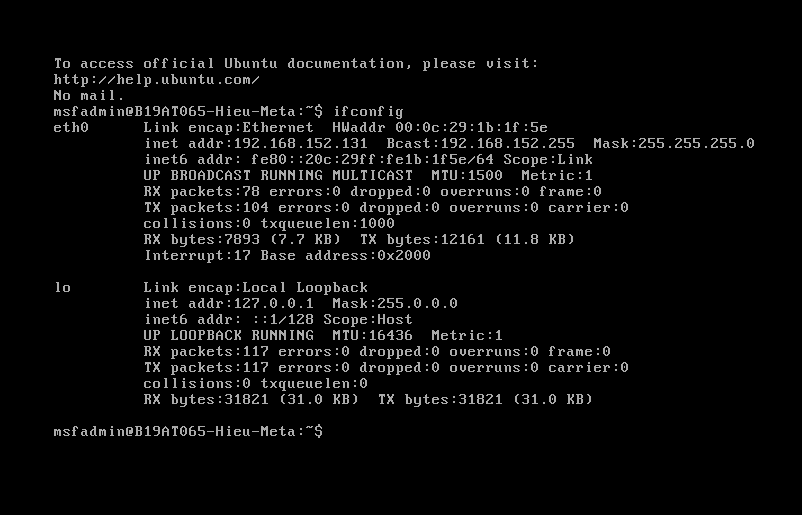 To access official Ubuntu documentation, please visit:
http://help.ubuntu.com/
No mail.
msfadmin@B19AT065-Hieu-Meta:~$ ifconfig
eth0      Link encap:Ethernet  HWaddr 00:0c:29:1b:1f:5e
          inet addr:192.168.152.131  Bcast:192.168.152.255  Mask:255.255.255.0
          inet6 addr: fe80::20c:29ff:fe1b:1f5e/64 Scope:Link
          UP BROADCAST RUNNING MULTICAST  MTU:1500  Metric:1
          RX packets:78 errors:0 dropped:0 overruns:0 frame:0
          TX packets:104 errors:0 dropped:0 overruns:0 carrier:0
          collisions:0 txqueuelen:1000
          RX bytes:7893 (7.7 KB)  TX bytes:12161 (11.8 KB)
          Interrupt:17 Base address:0x2000
lo        Link encap:Local Loopback
          inet addr:127.0.0.1  Mask:255.0.0.0
          inet6 addr: ::1/128 Scope:Host
          UP LOOPBACK RUNNING  MTU:16436  Metric:1
          RX packets:117 errors:0 dropped:0 overruns:0 frame:0
          TX packets:117 errors:0 dropped:0 overruns:0 carrier:0
          collisions:0 txqueuelen:0
          RX bytes:31821 (31.0 KB)  TX bytes:31821 (31.0 KB)
msfadmin@B19AT065-Hieu-Meta:~$